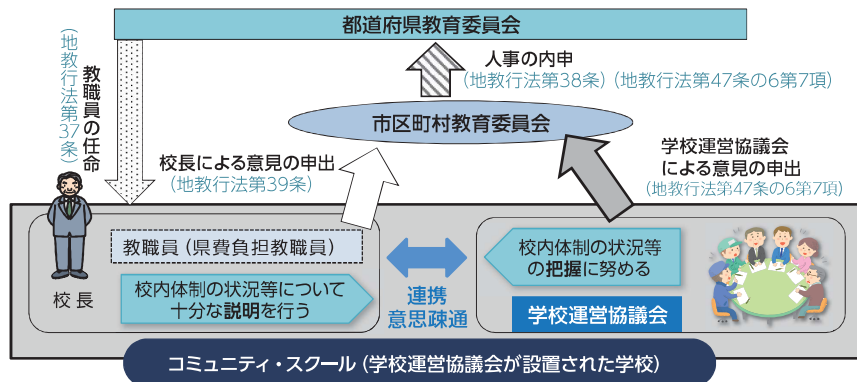 都道府県教育委員会
教職員の任命
(地教行法第37条)
人事の内申
(地教行法第38条) (地教行法第47条の6第7項)
市区町村教育委員会
校長による意見の申出
(地教行法第39条)
学校運営協議会
による意見の申出
(地教行法第47条の6第7項)
教職員 (県費負担教職員)
校長
校内体制の状況等について
十分な説明を行う
連携
意思疎通
校内体制の状況等
の把握に努める
学校運営協議会
コミュニティ・スクール (学校運営協議会が設置された学校)